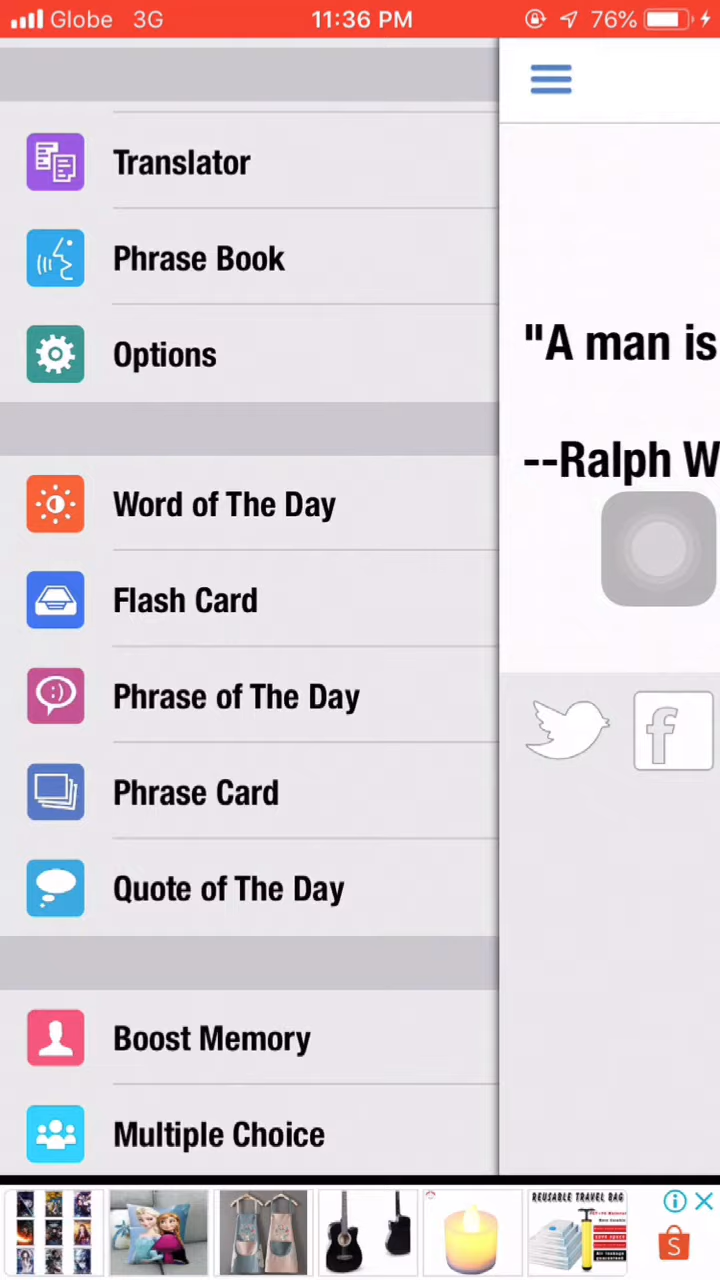 Globe 3G 11:36 PM 76%
Translator
Phrase Book
Options
Word of The Day
Flash Card
Phrase of The Day
Phrase Card
Quote of The Day
Boost Memory
Multiple Choice
"A man is
--Ralph W
REUSABLE TRAVEL BAG